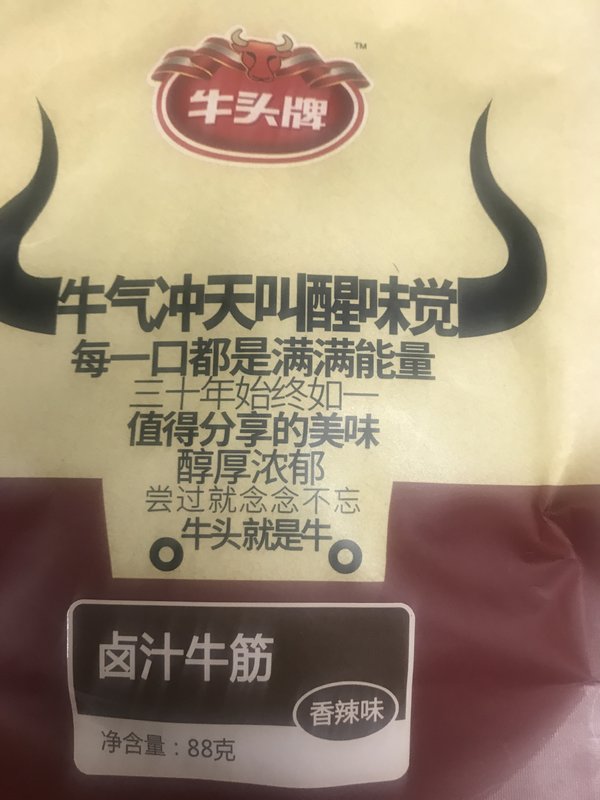 TM
牛头牌
牛气冲天叫醒味觉
每一口都是满满能量
三十年始终如一
值得分享的美味
醇厚浓郁
尝过就念念不忘
牛头就是牛
卤汁牛筋
香辣味
净含量：88克